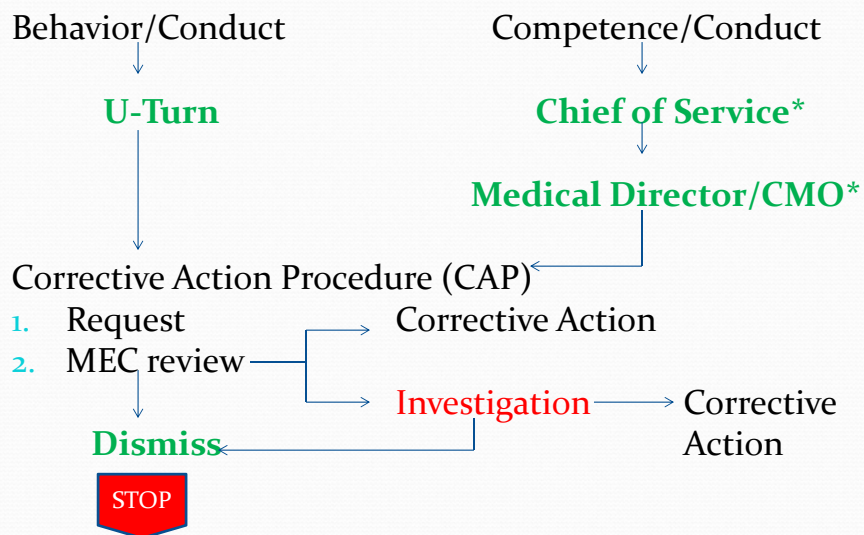 Behavior/Conduct
Competence/Conduct
U-Turn
Chief of Service*
Medical Director/CMO*
Corrective Action Procedure (CAP)
1. Request
Corrective Action
2. MEC review
Investigation
Corrective
Action
Dismiss
STOP